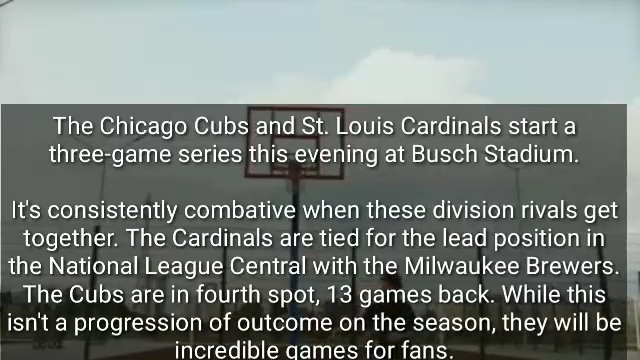 The Chicago Cubs and St. Louis Cardinals start a
three-game series this evening at Busch Stadium.
It's consistently combative when these division rivals get
together. The Cardinals are tied for the lead position in
the National League Central with the Milwaukee Brewers.
The Cubs are in fourth spot, 13 games back. While this
isn't a progression of outcome on the season, they will be
incredible games for fans.